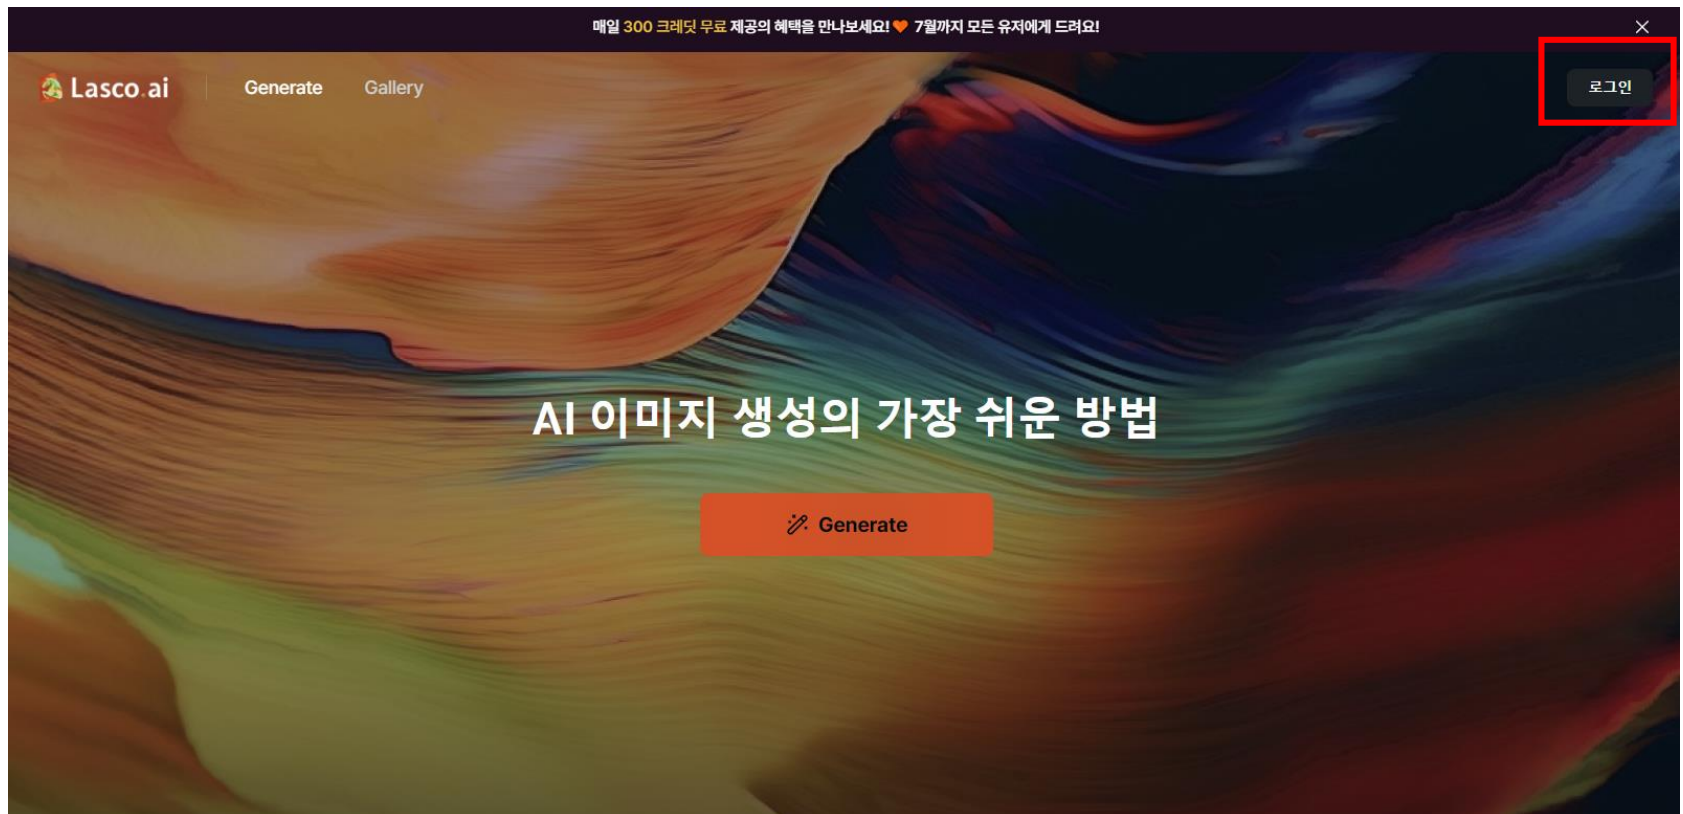 매일 300 크레딧 무료 제공의 혜택을 만나보세요!🧡 7월까지 모든 유저에게 드려요!
Lasco.ai
Generate
Gallery
로그인
AI 이미지 생성의 가장 쉬운 방법
Generate